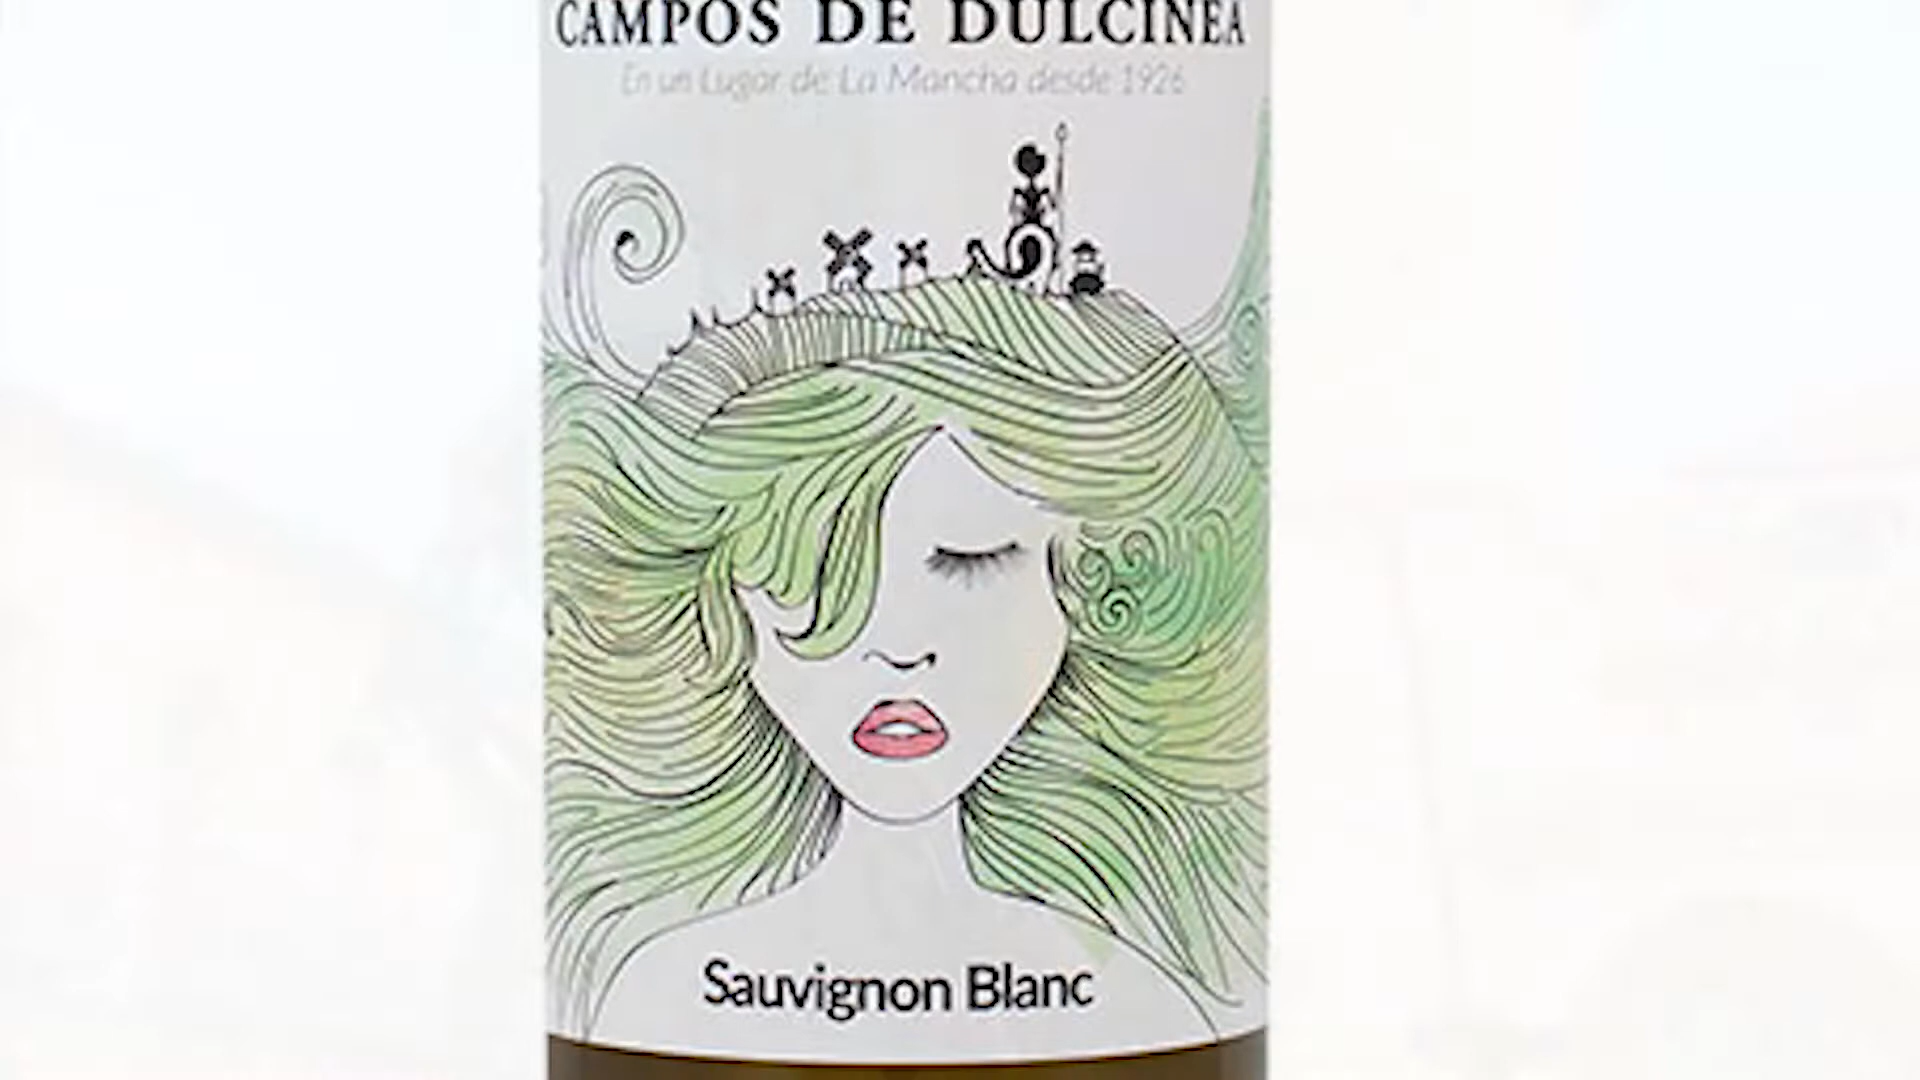 CAMPOS DE DULCINEA
En un Lugar de La Mancha desde 1926
Sauvignon Blanc